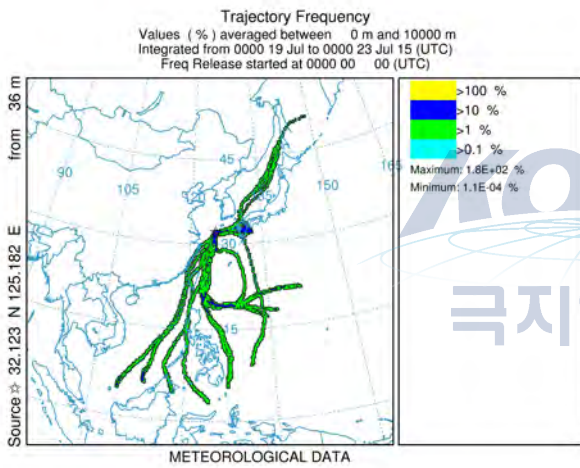 Trajectory Frequency
Values ( % ) averaged between 0 m and 10000 m
Integrated from 0000 19 Jul to 0000 23 Jul 15 (UTC)
Freq Release started at 0000 00 00 (UTC)
Source ☆ 32.123 N 125.182 E from 36 m
>100 %
>10 %
>1 %
>0.1 %
Maximum: 1.8E+02 %
Minimum: 1.1E-04 %
45
90
105
150
165
30
15
극지
METEOROLOGICAL DATA